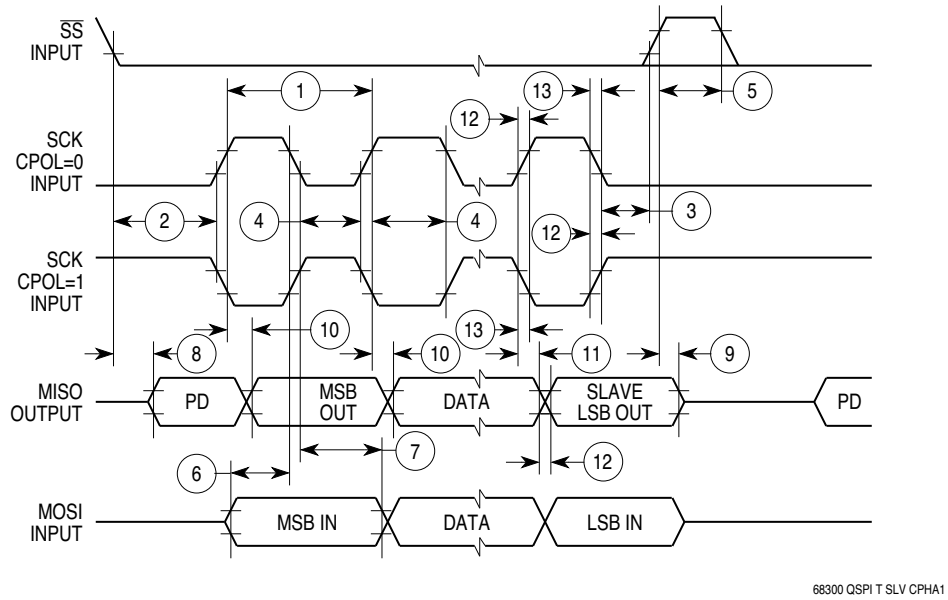 SS
INPUT
1
13
5
12
SCK
CPOL=0
INPUT
2
4
4
3
12
SCK
CPOL=1
INPUT
10
13
8
10
11
9
MISO
OUTPUT
PD
MSB
OUT
DATA
SLAVE
LSB OUT
PD
7
12
6
MOSI
INPUT
MSB IN
DATA
LSB IN
68300 QSPI T SLV CPHA1